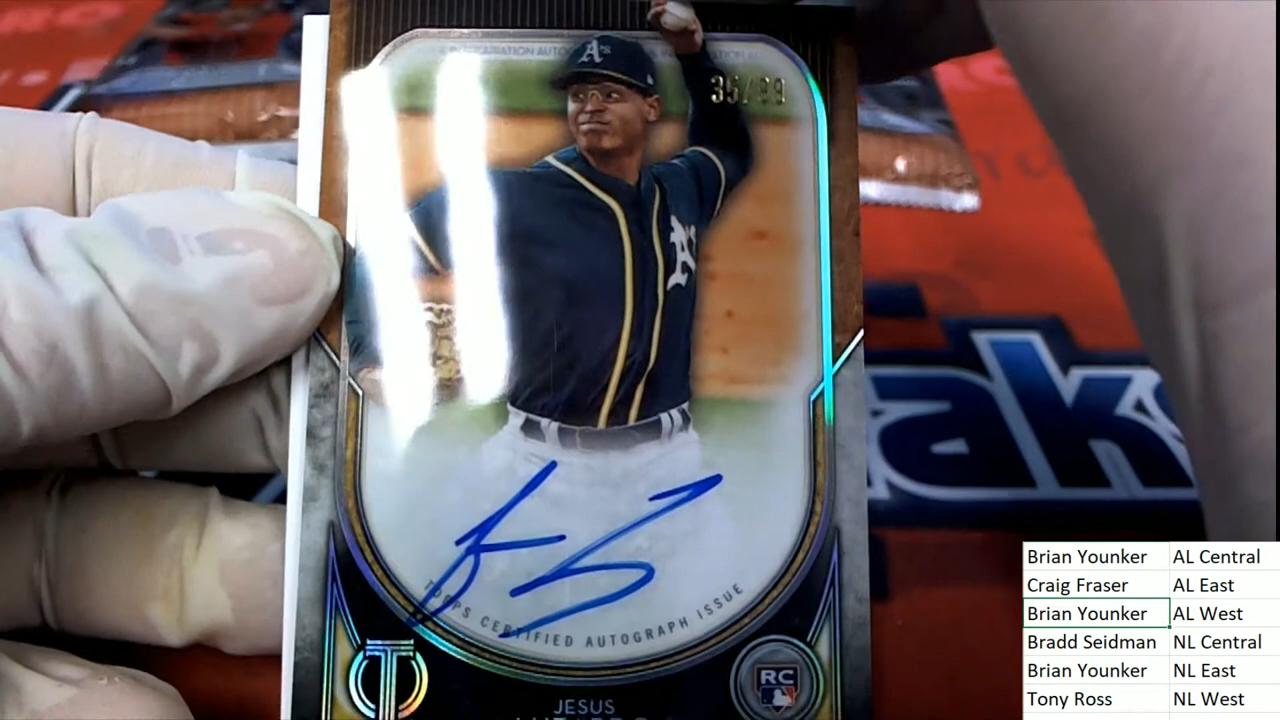 A's
35/99
A's
TOPPS CERTIFIED AUTOGRAPH ISSUE
T
RC
JESUS
ak
Brian Younker AL Central
Craig Fraser AL East
Brian Younker AL West
Bradd Seidman NL Central
Brian Younker NL East
Tony Ross NL West